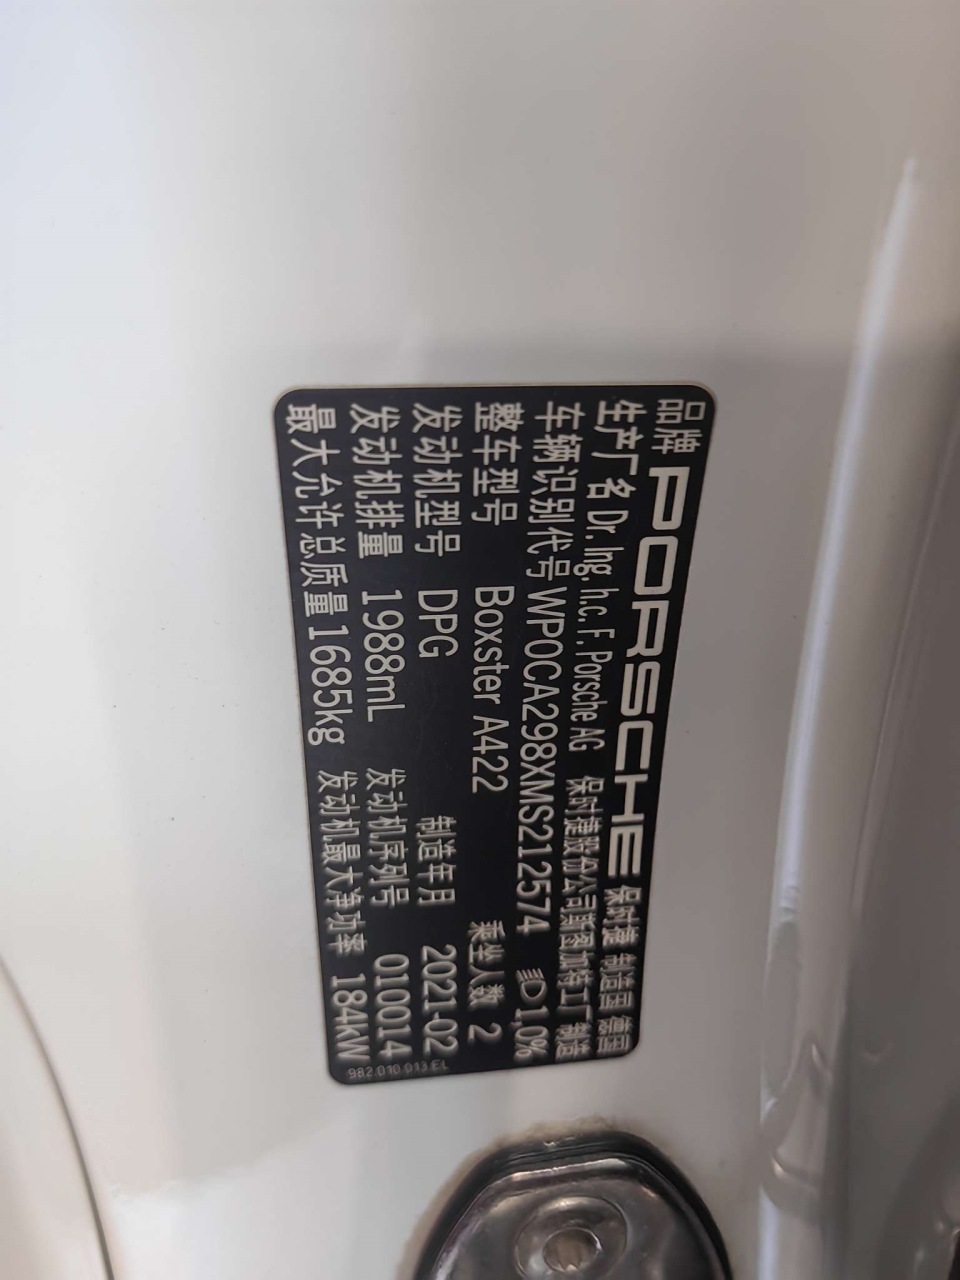 品牌 PORSCHE 保时捷 制造国 德国
生产厂名 Dr. Ing. h.c. F. Porsche AG 保时捷股份公司斯图加特工厂 制造
车辆识别代号 WP0CA298XMS212574 1,0%
整车型号 Boxster A422 乘坐人数 2
发动机型号 DPG 制造年月 2021-02
发动机排量 1988mL 发动机序列号 010014
最大允许总质量 1685kg 发动机最大净功率 184kW
982.010.013.EL